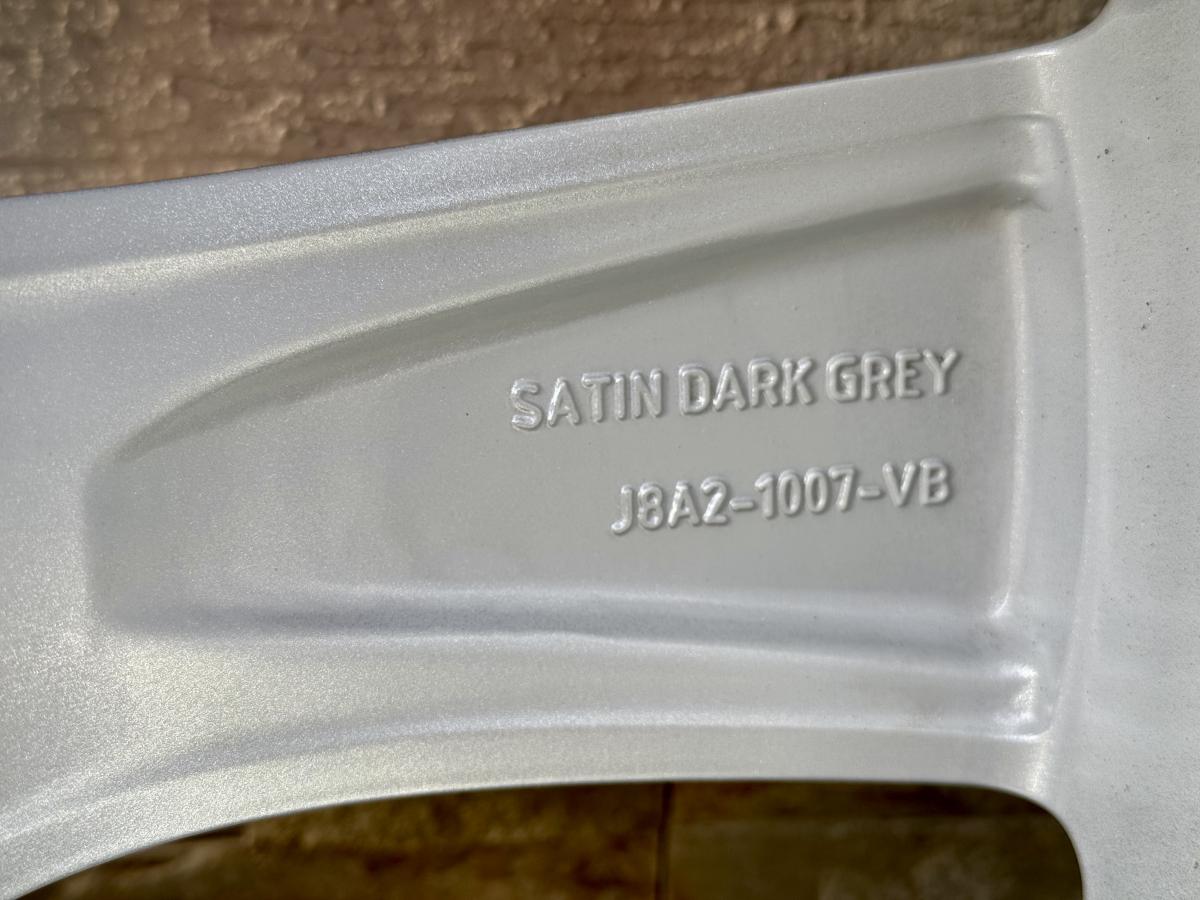 SATIN DARK GREY
J8A2-1007-VB